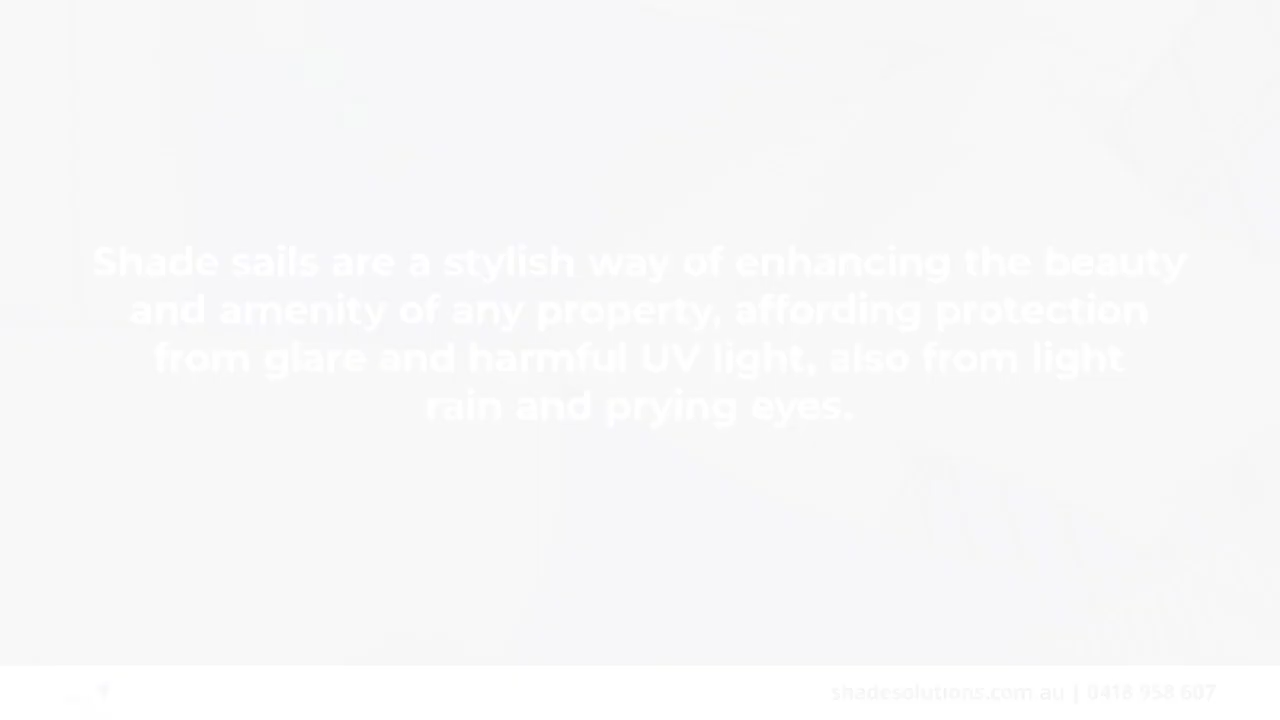 Shade sails are a stylish way of enhancing the beauty
and amenity of any property, affording protection
from glare and harmful UV light, also from light
rain and prying eyes.
shadesolutions.com.au | 0418 958 607